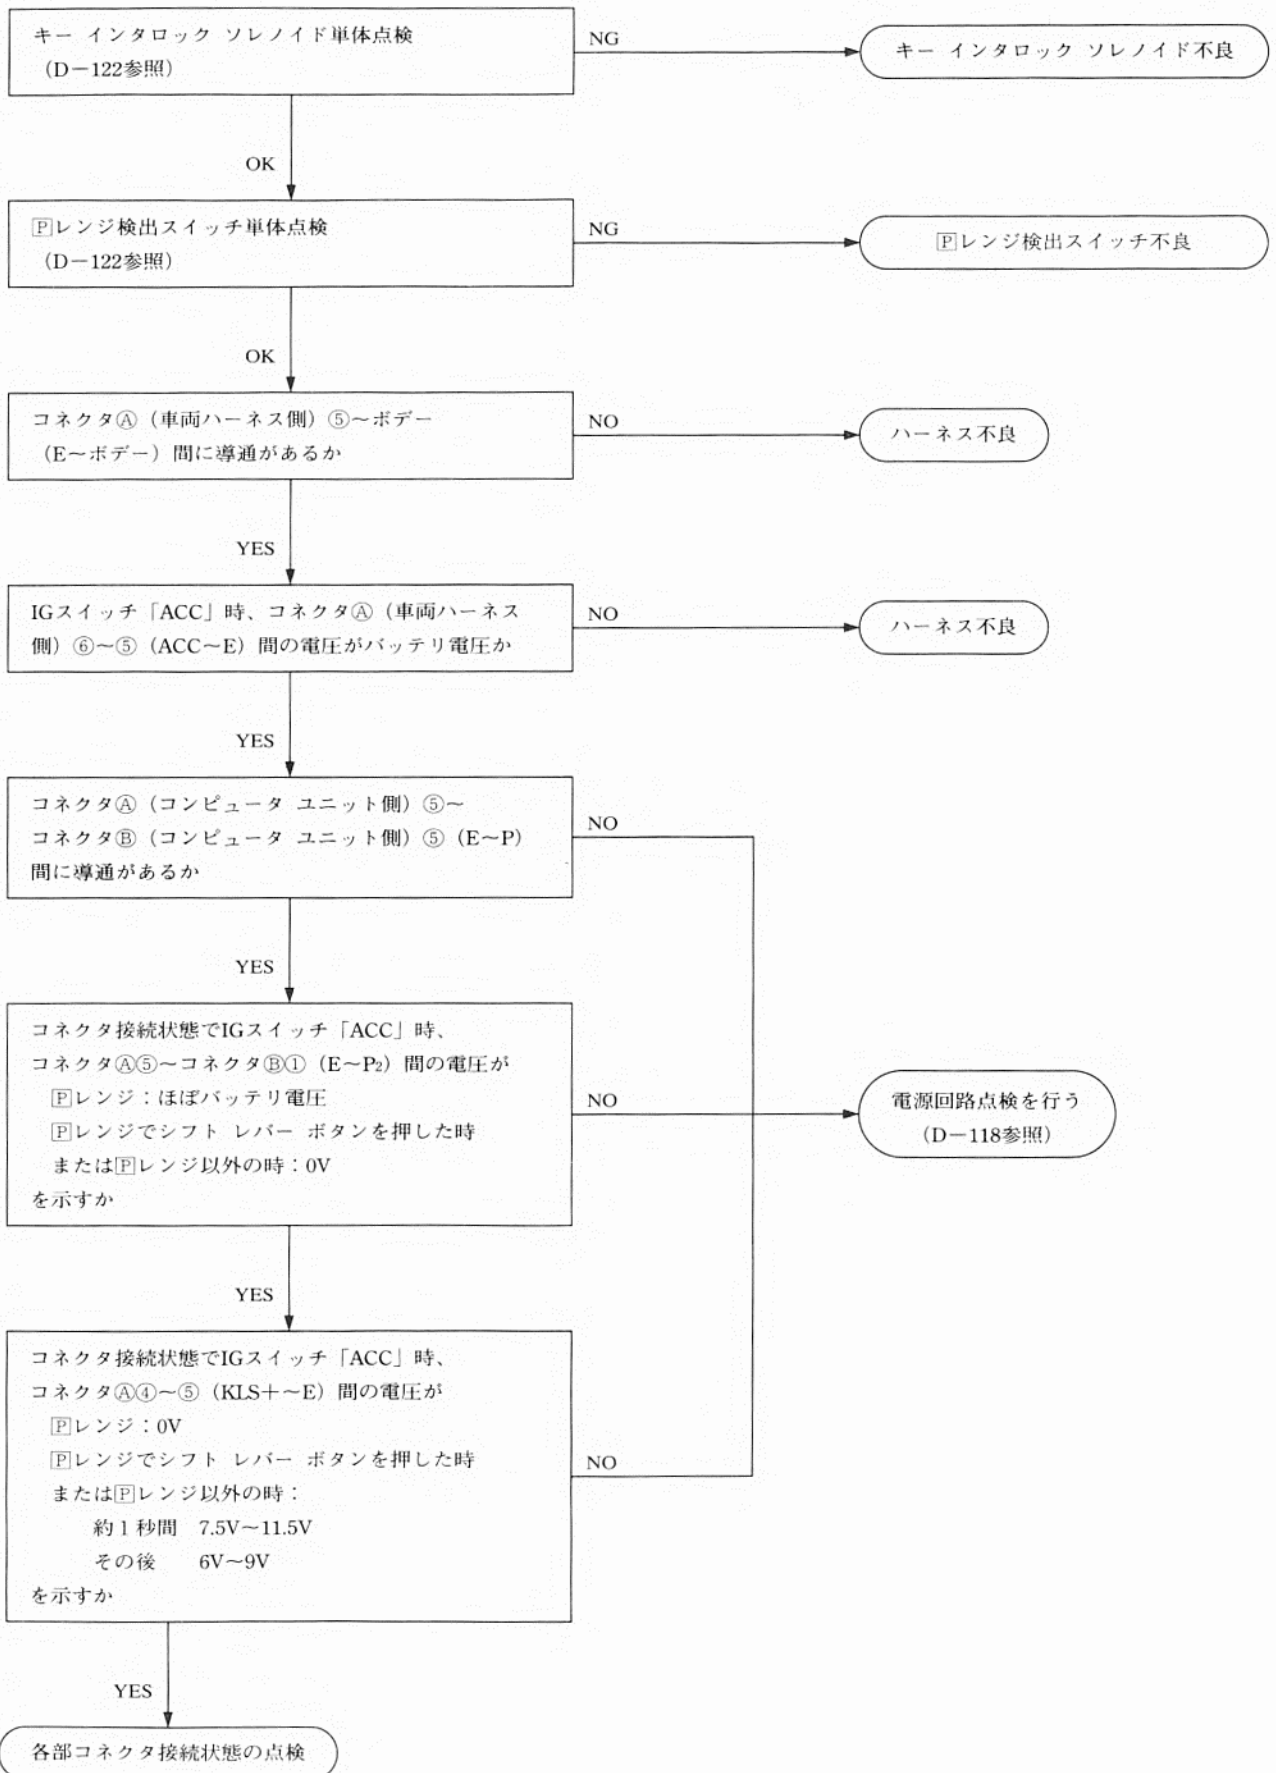 キー インタロック ソレノイド単体点検
(D－122参照)
NG
キー インタロック ソレノイド不良
OK
🄿レンジ検出スイッチ単体点検
(D－122参照)
NG
🄿レンジ検出スイッチ不良
OK
コネクタⒶ（車両ハーネス側）⑤～ボデー
（E～ボデー）間に導通があるか
NO
ハーネス不良
YES
IGスイッチ「ACC」時、コネクタⒶ（車両ハーネス
側）⑥～⑤（ACC～E）間の電圧がバッテリ電圧か
NO
ハーネス不良
YES
コネクタⒶ（コンピュータ ユニット側）⑤～
コネクタⒷ（コンピュータ ユニット側）⑤（E～P）
間に導通があるか
NO
YES
コネクタ接続状態でIGスイッチ「ACC」時、
コネクタⒶ⑤～コネクタⒷ①（E～P₂）間の電圧が
🄿レンジ：ほぼバッテリ電圧
🄿レンジでシフト レバー ボタンを押した時
または🄿レンジ以外の時：0V
を示すか
NO
電源回路点検を行う
（D－118参照）
YES
コネクタ接続状態でIGスイッチ「ACC」時、
コネクタⒶ④～⑤（KLS＋～E）間の電圧が
🄿レンジ：0V
🄿レンジでシフト レバー ボタンを押した時
または🄿レンジ以外の時：
約１秒間 7.5V～11.5V
その後 6V～9V
を示すか
NO
YES
各部コネクタ接続状態の点検